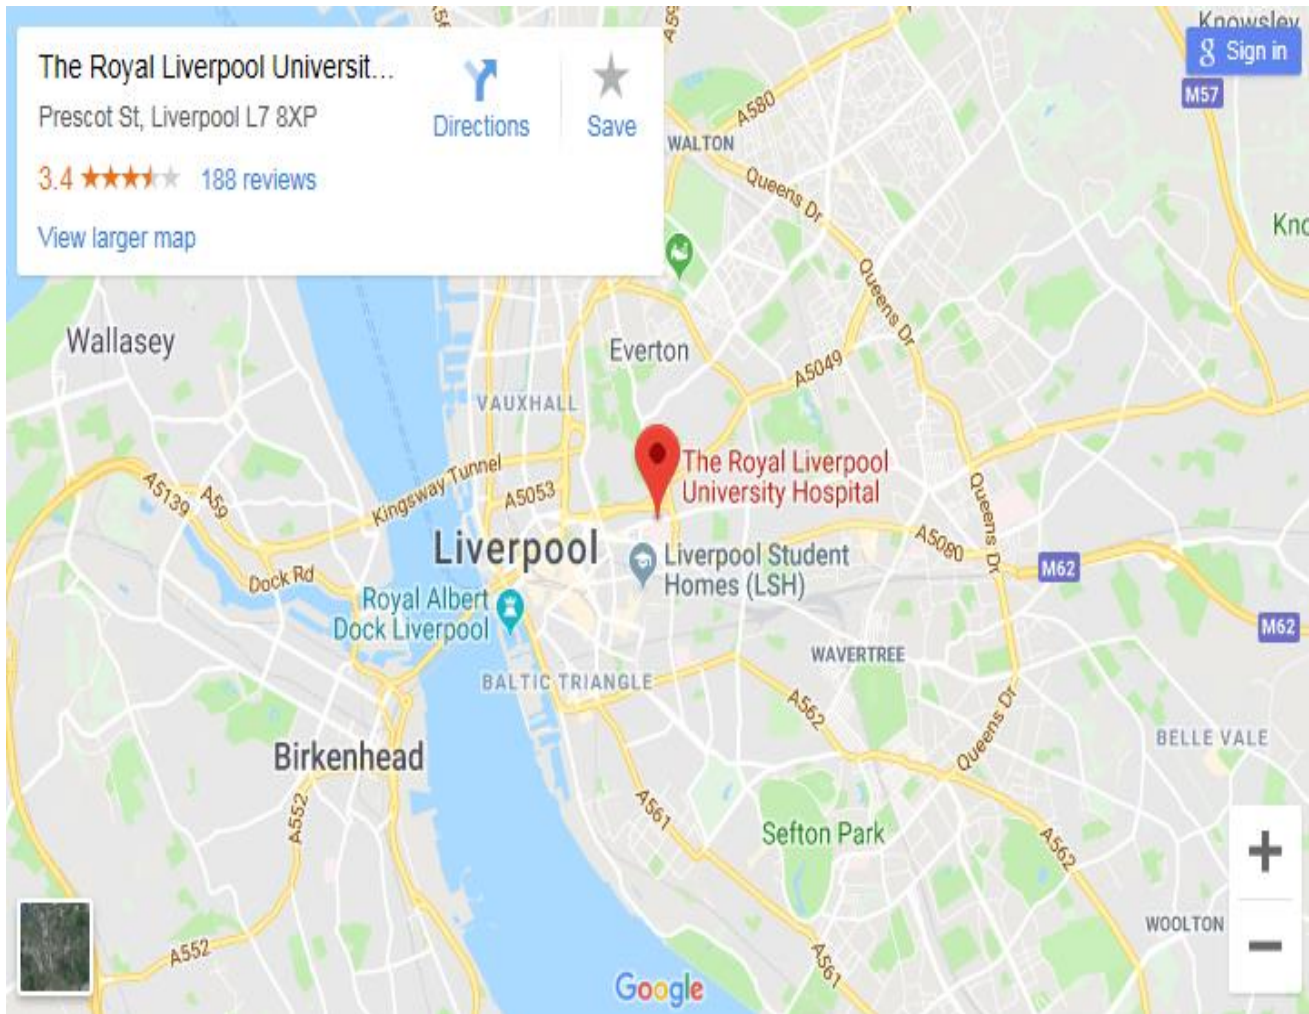 The Royal Liverpool Universit...
Prescot St, Liverpool L7 8XP
3.4
188 reviews
View larger map
Directions
Save
Knowsley
Sign in
M57
A580
WALTON
Queens Dr
Queens Dr
Wallasey
Everton
A5049
VAUXHALL
The Royal Liverpool
University Hospital
Kingsway Tunnel
A5139
A59
A5053
Queens Dr
A5080
Liverpool
Liverpool Student
Homes (LSH)
M62
Dock Rd
Royal Albert
Dock Liverpool
M62
WAVERTREE
BALTIC TRIANGLE
A562
Queens Dr
BELLE VALE
Birkenhead
A552
A561
Sefton Park
A562
WOOLTON
A552
A561
Google